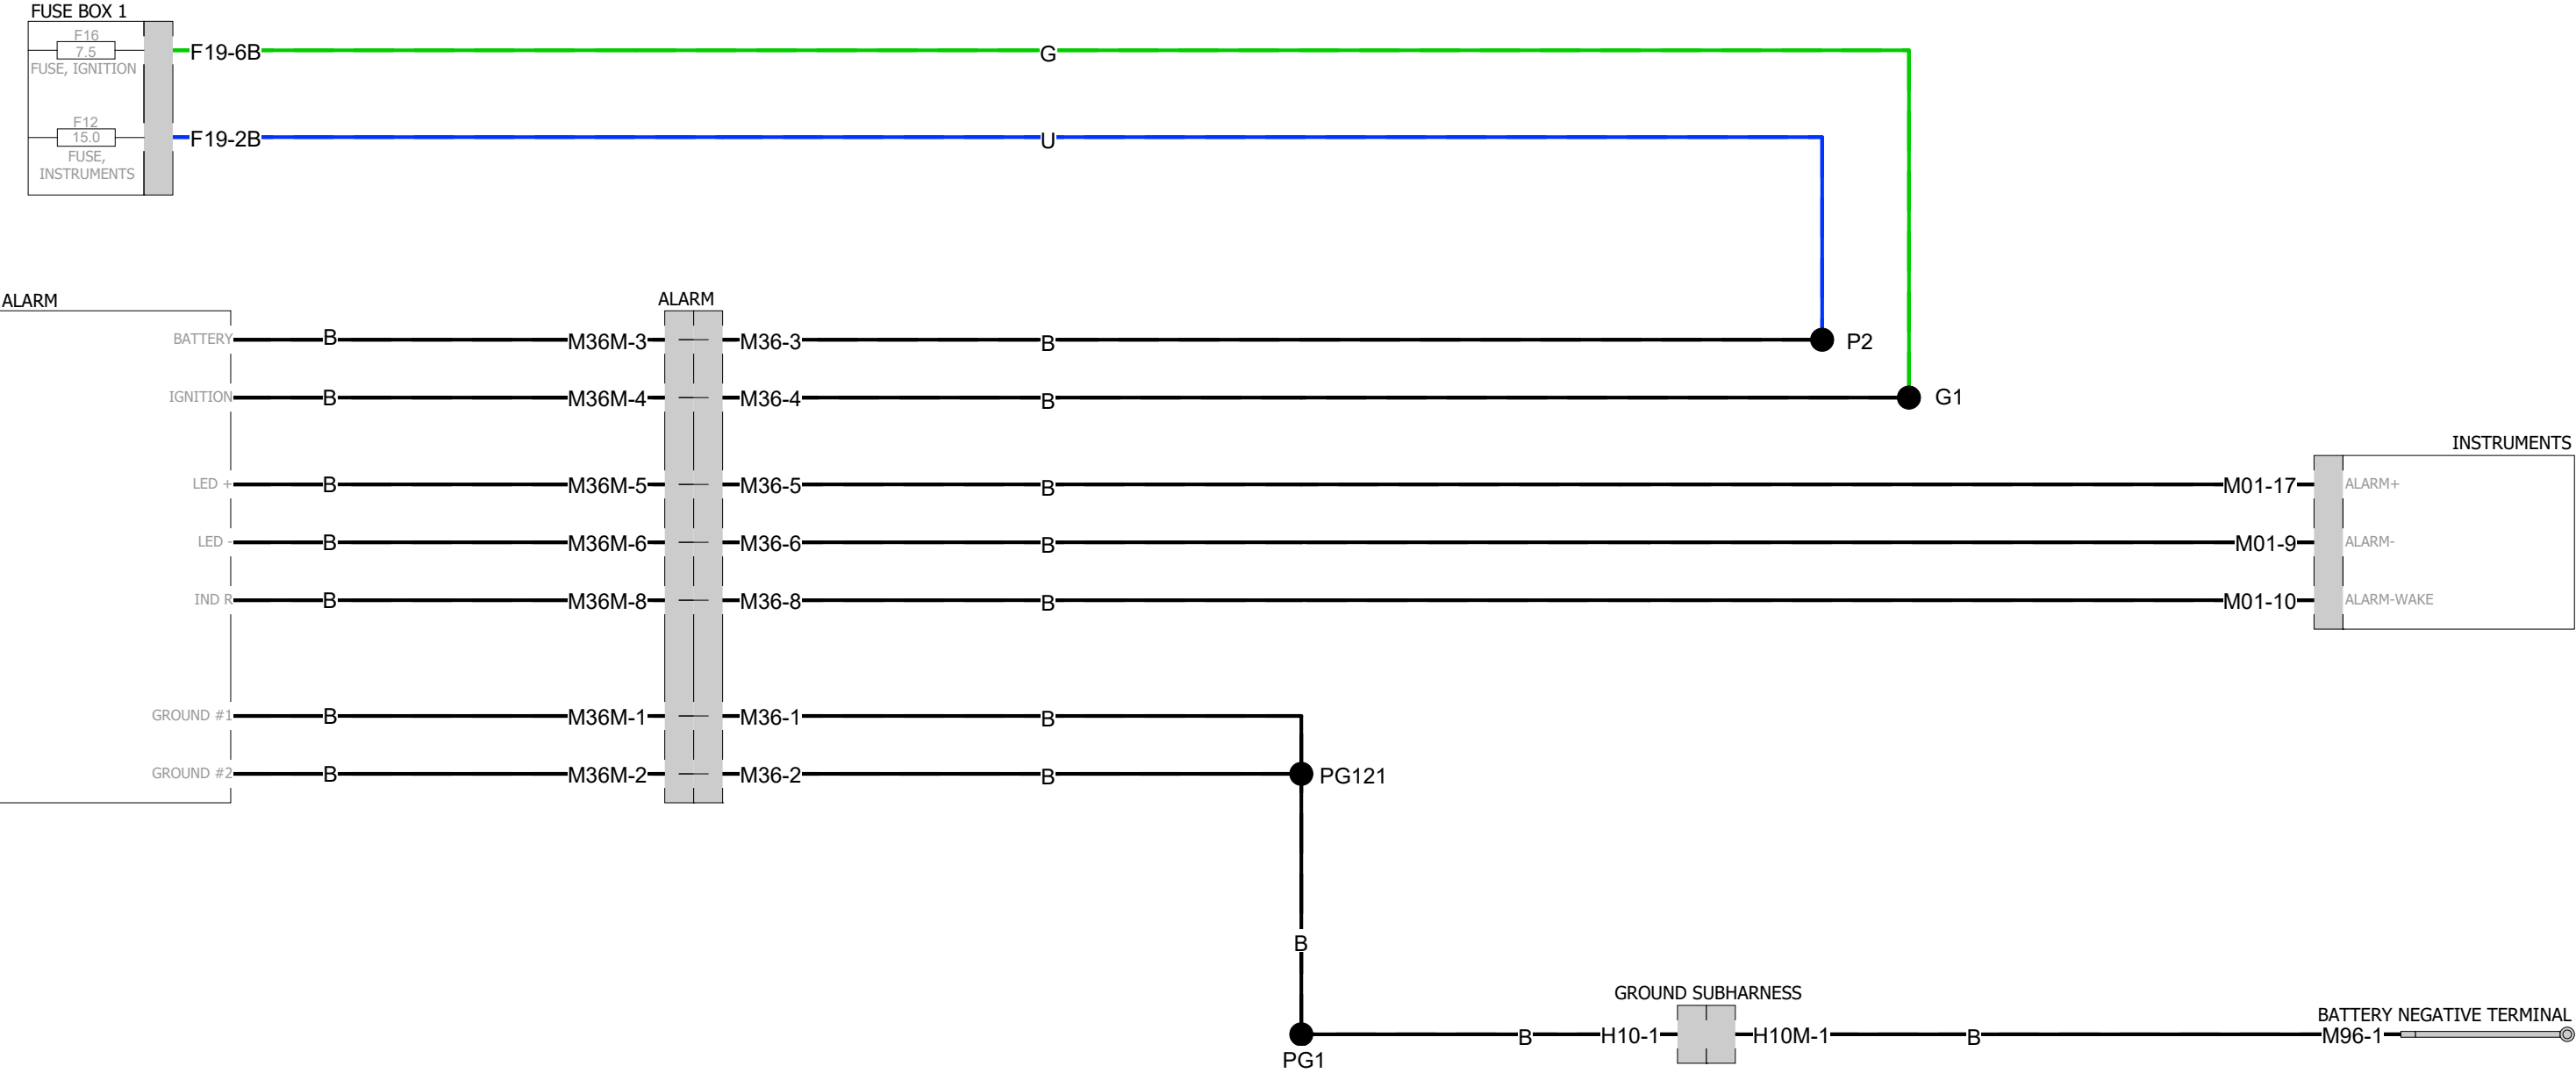 FUSE BOX 1
F16
7.5
FUSE, IGNITION
F19-6B
G
F12
15.0
FUSE,
INSTRUMENTS
F19-2B
U
ALARM
ALARM
BATTERY
B
M36M-3
M36-3
B
P2
IGNITION
B
M36M-4
M36-4
B
G1
INSTRUMENTS
LED +
B
M36M-5
M36-5
B
M01-17
ALARM+
LED -
B
M36M-6
M36-6
B
M01-9
ALARM-
IND R
B
M36M-8
M36-8
B
M01-10
ALARM-WAKE
GROUND #1
B
M36M-1
M36-1
B
GROUND #2
B
M36M-2
M36-2
B
PG121
B
GROUND SUBHARNESS
BATTERY NEGATIVE TERMINAL
B
H10-1
H10M-1
B
M96-1
PG1